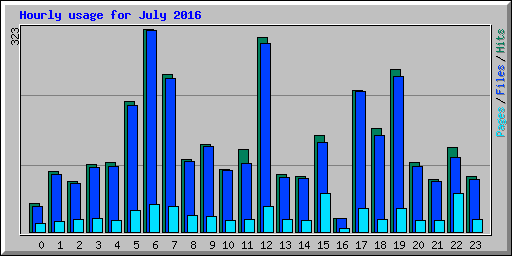 Hourly usage for July 2016
323
Pages / Files / Hits
0 1 2 3 4 5 6 7 8 9 10 11 12 13 14 15 16 17 18 19 20 21 22 23